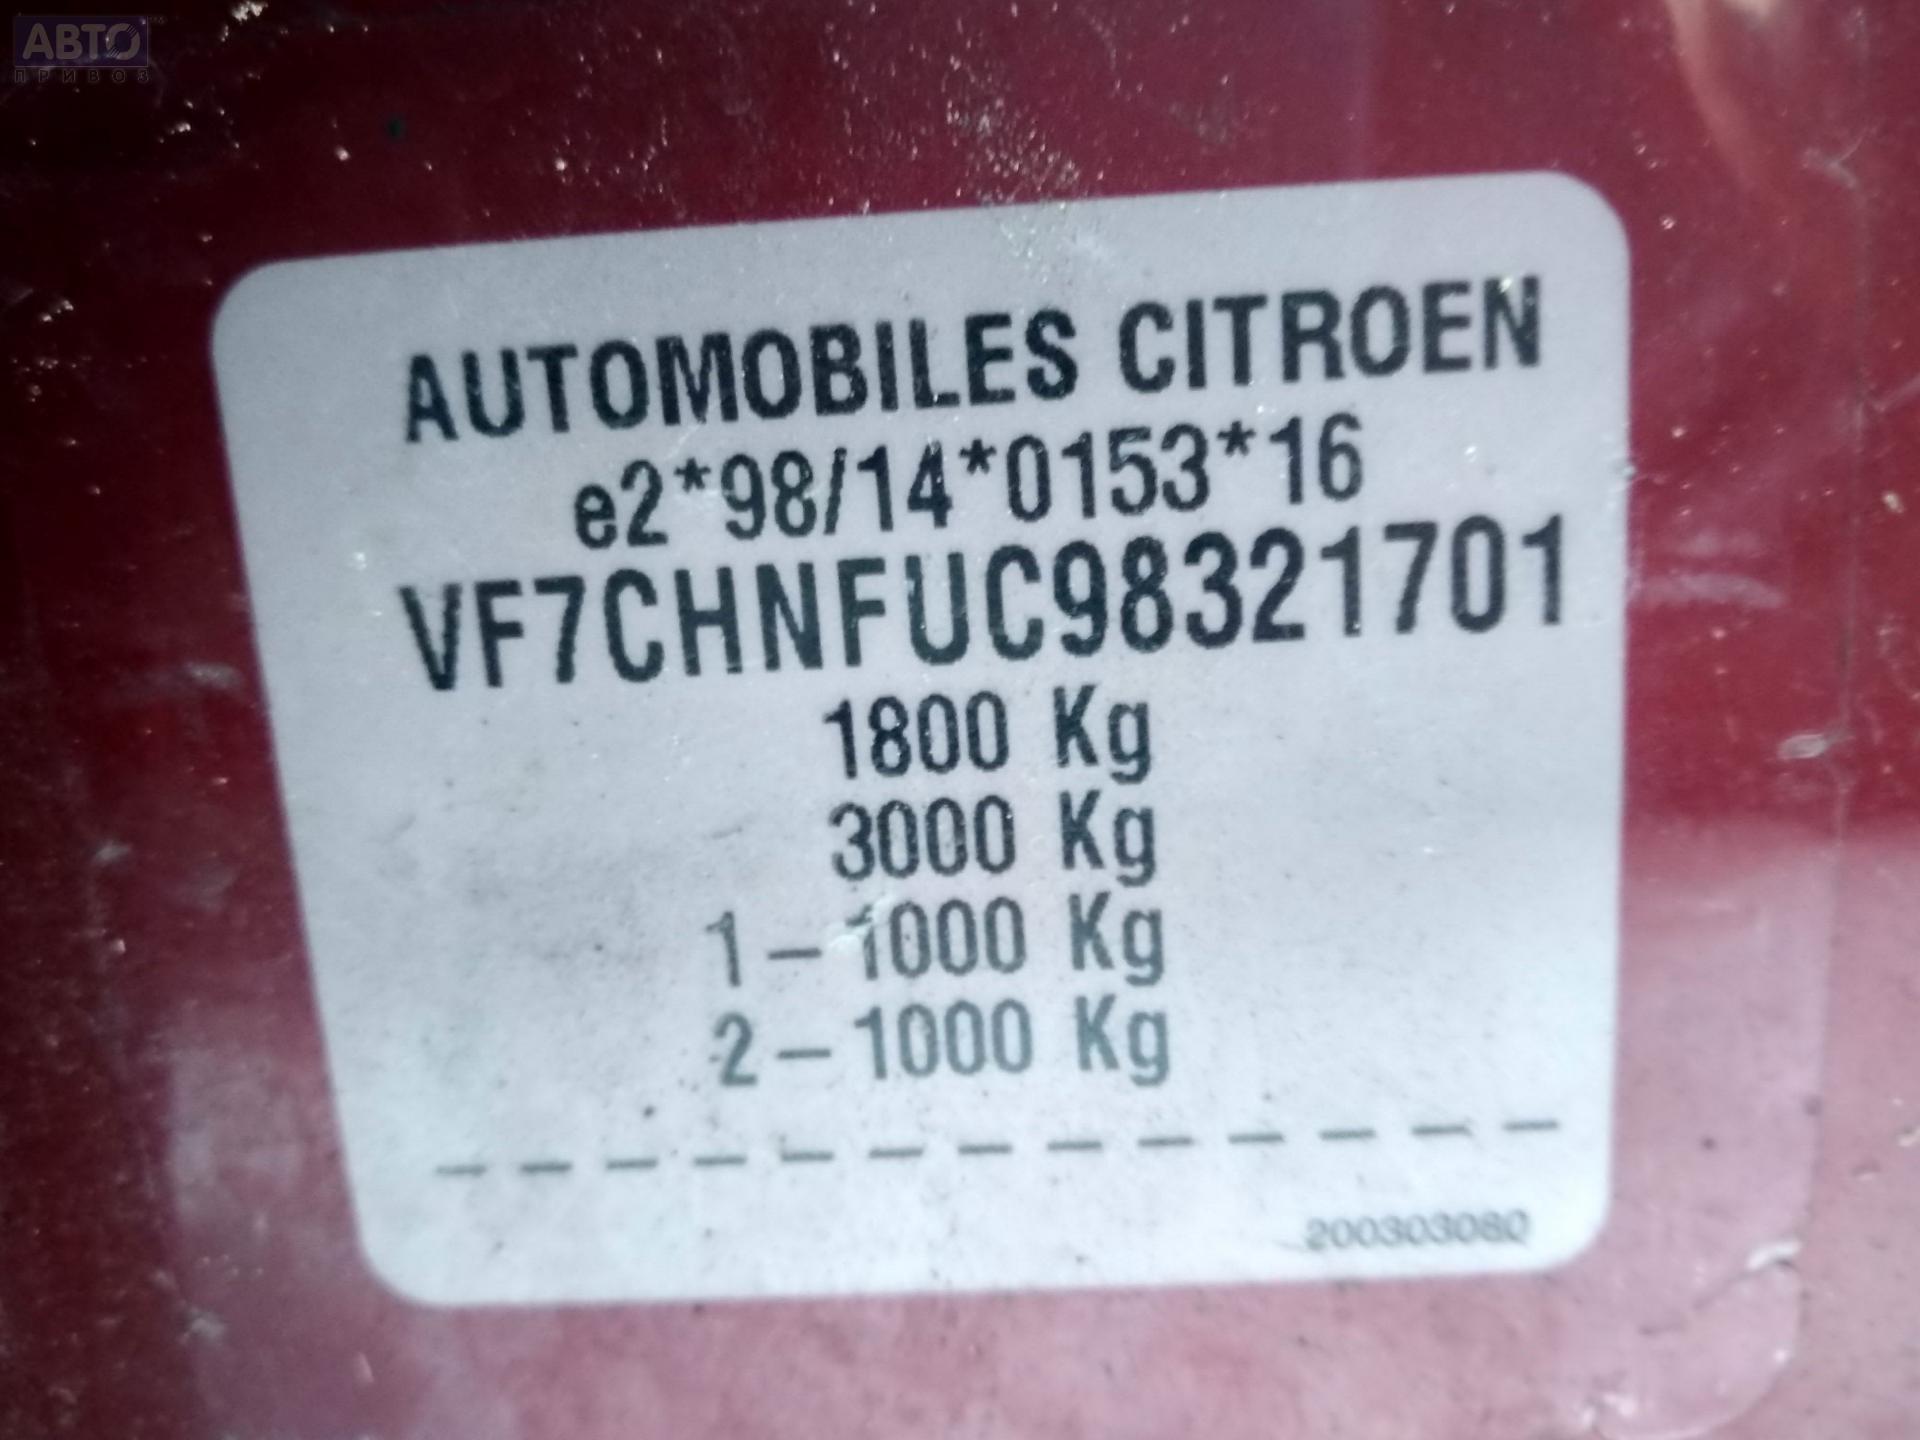 АВТО
ПРИВОЗ
AUTOMOBILES CITROEN
e2*98/14*0153*16
VF7CHNFUC98321701
1800 Kg
3000 Kg
1 – 1000 Kg
2 – 1000 Kg
– – – – – – – – – – – – –
200303080